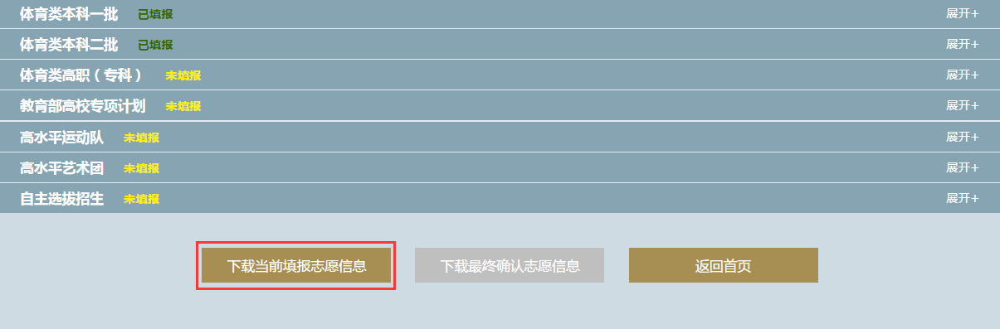 体育类本科一批 已填报 展开+
体育类本科二批 已填报 展开+
体育类高职（专科） 未填报 展开+
教育部高校专项计划 未填报 展开+
高水平运动队 未填报 展开+
高水平艺术团 未填报 展开+
自主选拔招生 未填报 展开+
下载当前填报志愿信息 下载最终确认志愿信息 返回首页